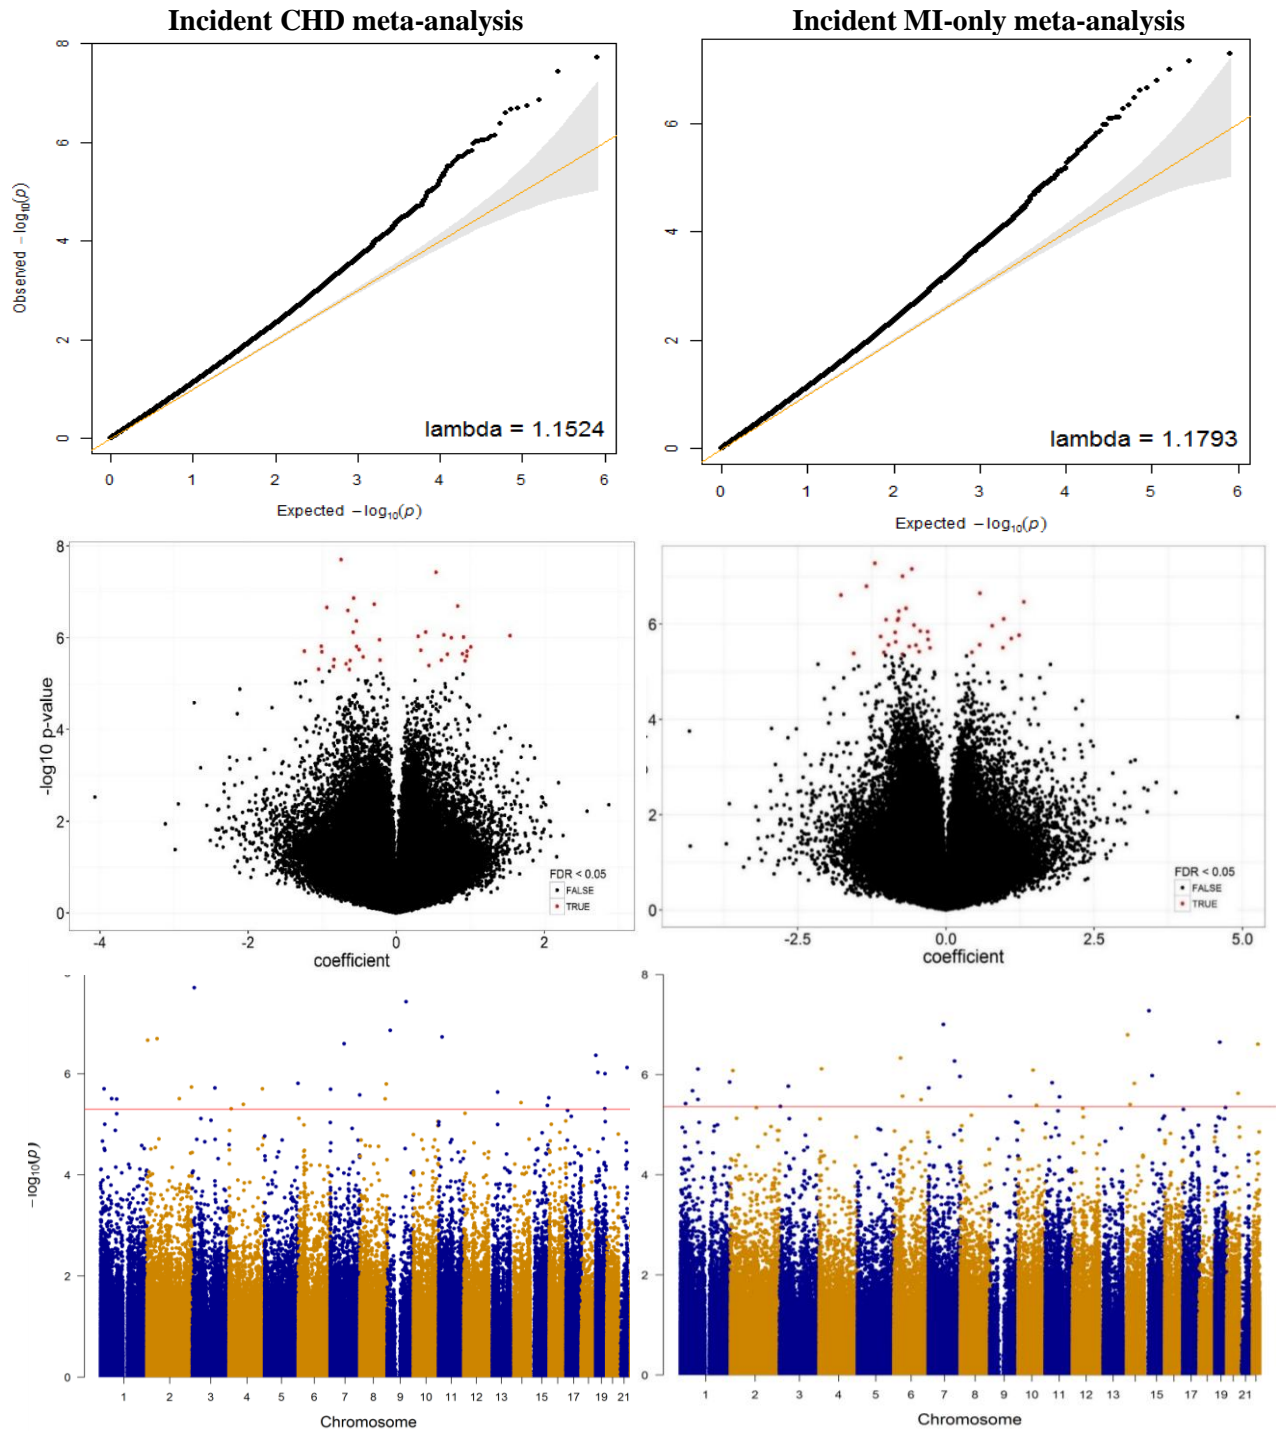 Incident CHD meta-analysis
Incident MI-only meta-analysis
Observed −log10(p)
8
6
4
2
0
lambda = 1.1524
0 1 2 3 4 5 6
Expected −log10(p)
6
4
2
0
lambda = 1.1793
0 1 2 3 4 5 6
Expected −log10(p)
-log10 p-value
8
6
4
2
0
FDR < 0.05
FALSE
TRUE
-4 -2 0 2
coefficient
6
4
2
0
FDR < 0.05
FALSE
TRUE
-2.5 0.0 2.5 5.0
coefficient
−log10(p)
6
4
2
0
1 2 3 4 5 6 7 8 9 10 11 12 13 15 17 19 21
Chromosome
8
6
4
2
0
1 2 3 4 5 6 7 8 9 10 11 12 13 15 17 19 21
Chromosome